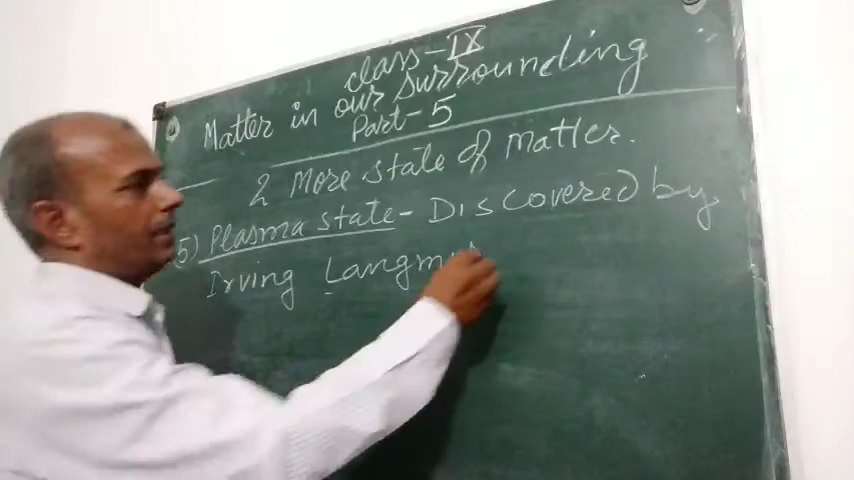 class-IX
Matter in our surrounding
Part-5
2 More state of Matter.
5) Plasma state- Discovered by
Irving Langmu